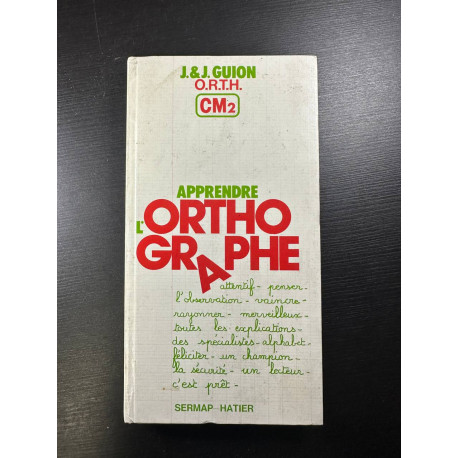 J.&J. GUION
O.R.T.H.
CM2
APPRENDRE
L'ORTHO
GRAPHE
attentif - penser -
l'observation - vaincre -
rayonner - merveilleux -
toutes les explications -
des spécialistes - alphabet -
féliciter - un champion -
la sécurité - un lecteur -
c'est prêt -
SERMAP HATIER